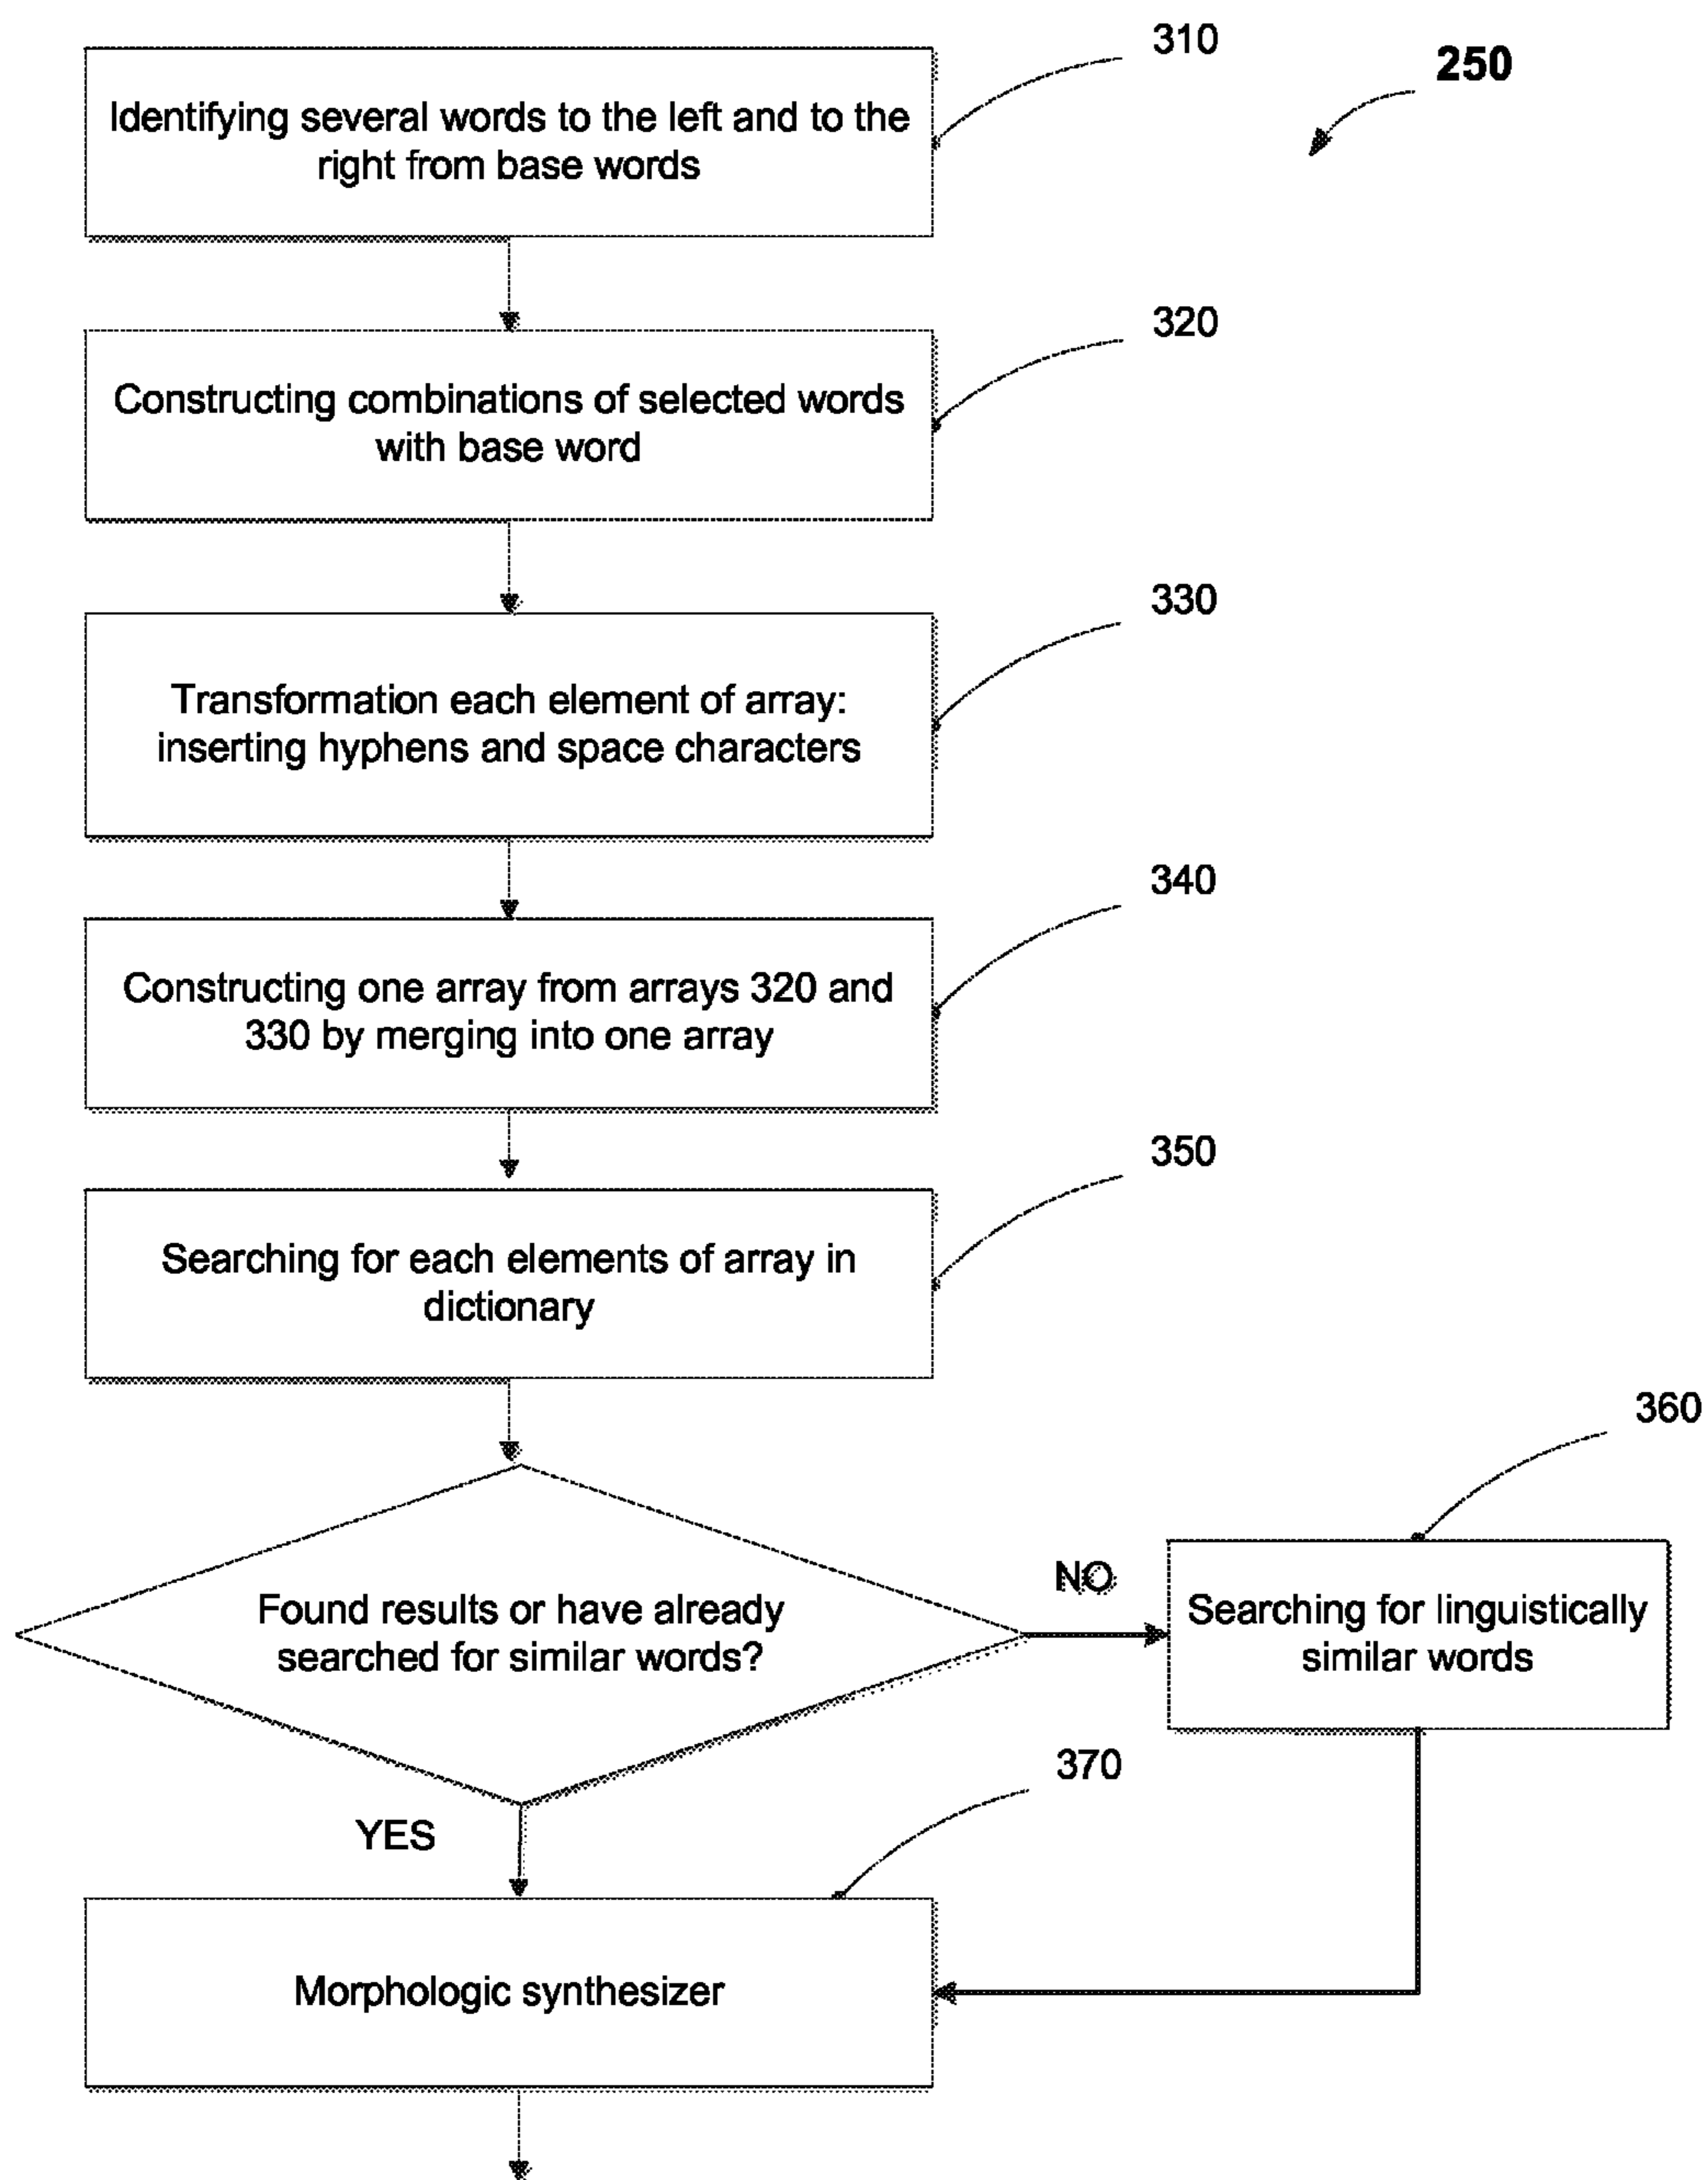 310
250
Identifying several words to the left and to the
right from base words
320
Constructing combinations of selected words
with base word
330
Transformation each element of array:
inserting hyphens and space characters
340
Constructing one array from arrays 320 and
330 by merging into one array
350
Searching for each elements of array in
dictionary
360
Found results or have already
searched for similar words?
NO
Searching for linguistically
similar words
370
YES
Morphologic synthesizer